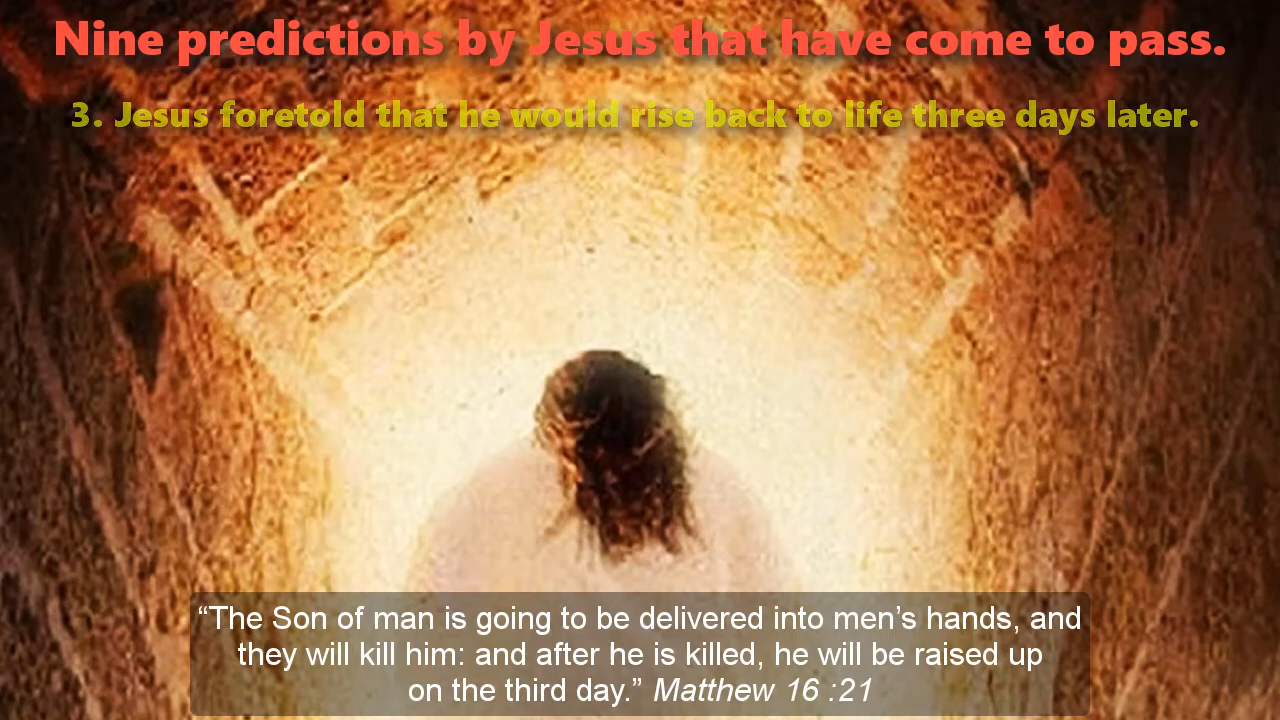 Nine predictions by Jesus that have come to pass.
3. Jesus foretold that he would rise back to life three days later.
“The Son of man is going to be delivered into men’s hands, and
they will kill him: and after he is killed, he will be raised up
on the third day.” Matthew 16 :21